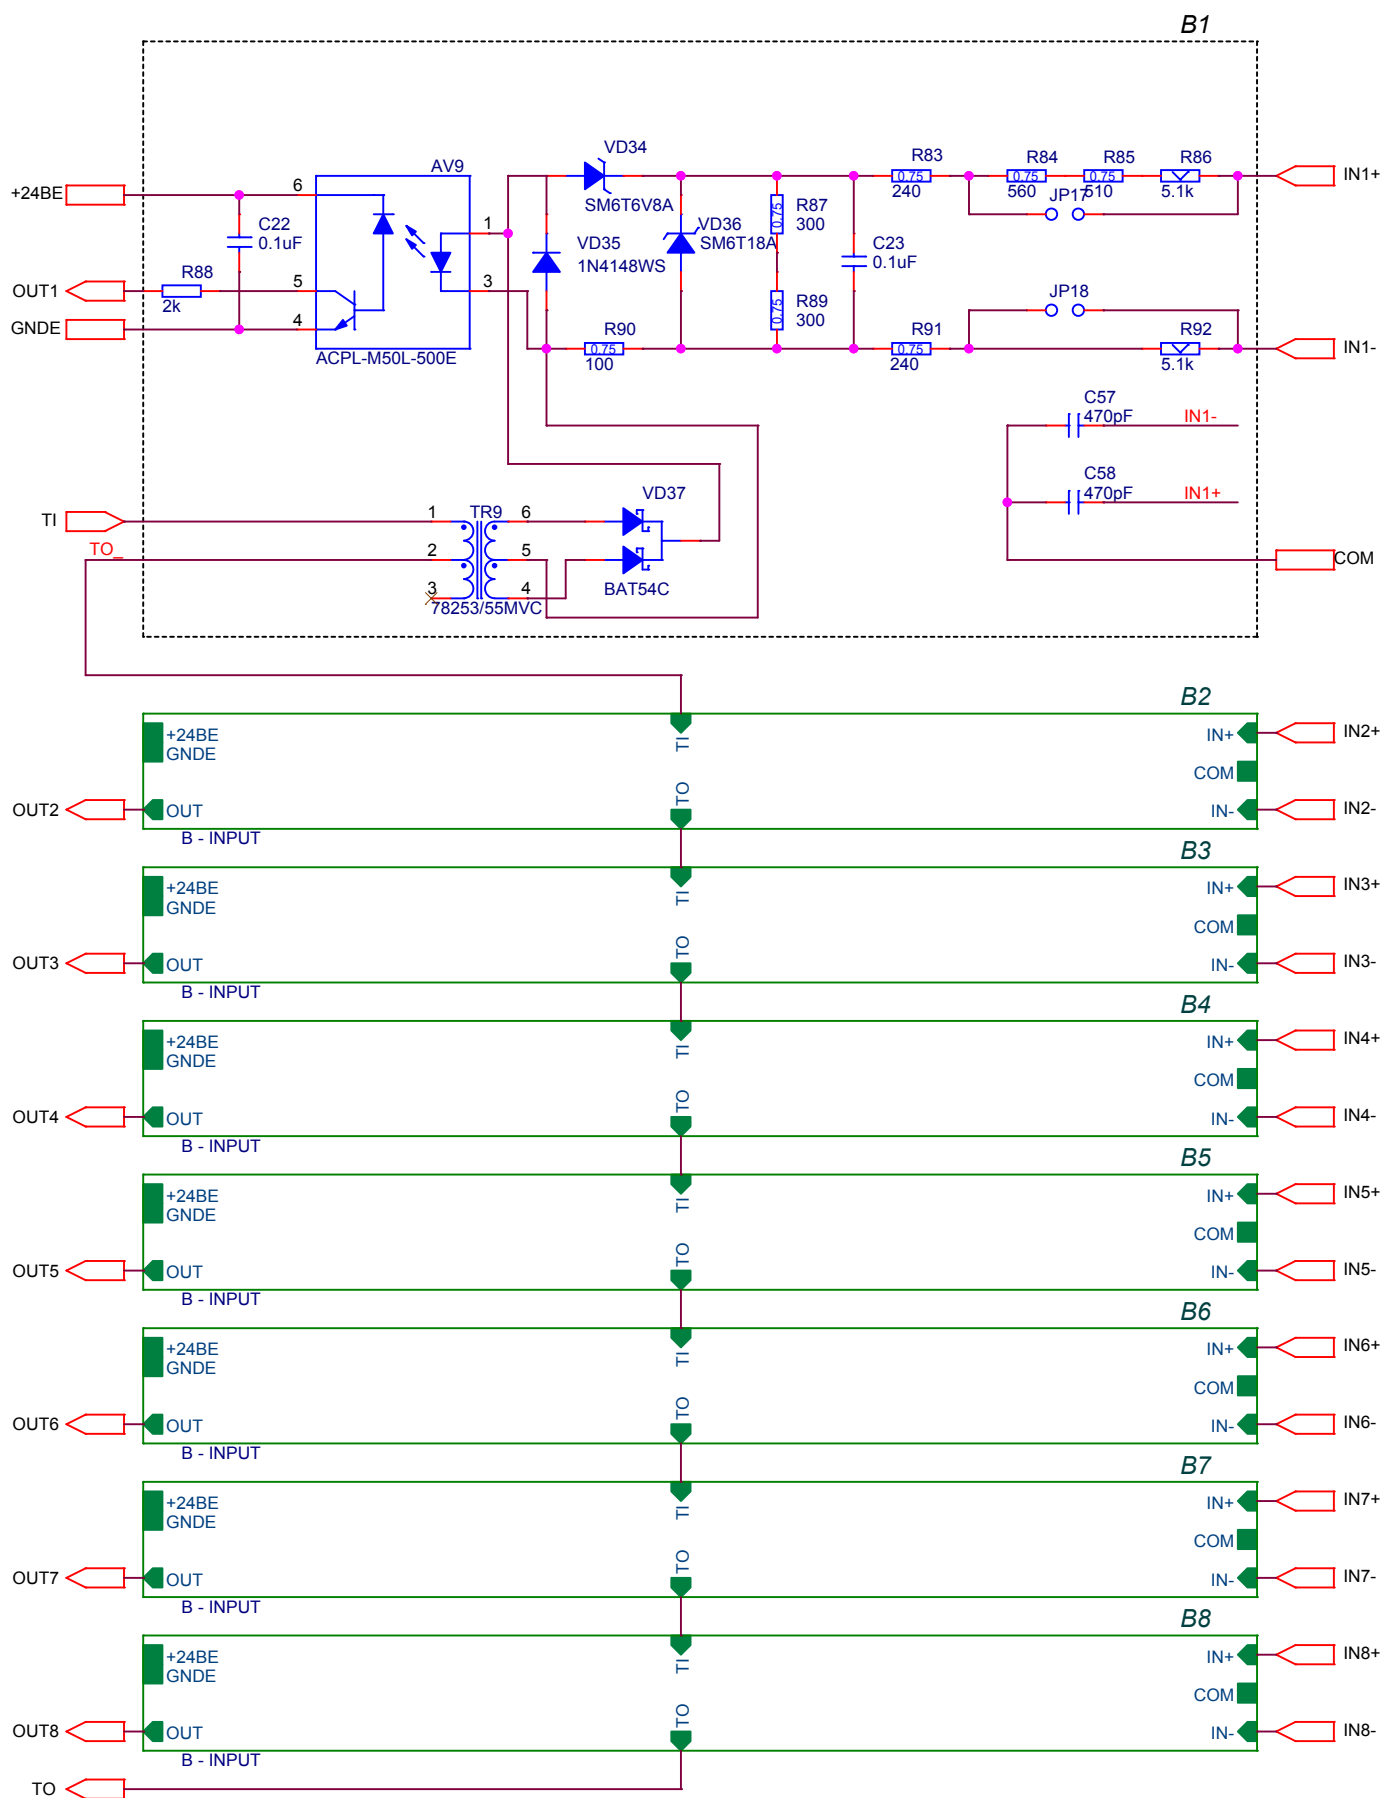 B1
+24BE
OUT1
GNDE
R88
2k
C22
0.1uF
6
5
4
AV9
ACPL-M50L-500E
1
3
VD34
SM6T6V8A
VD35
1N4148WS
VD36
SM6T18A
R90
0.75
100
0.75
R87
300
0.75
R89
300
C23
0.1uF
R83
0.75
240
R84
0.75
560
R85
0.75
510
R86
5.1k
JP17
IN1+
JP18
R91
0.75
240
R92
5.1k
IN1-
C57
470pF
IN1-
C58
470pF
IN1+
COM
TI
TO_
1
2
3
TR9
6
5
4
78253/55MVC
VD37
BAT54C
B2
+24BE
GNDE
TI
IN+
IN2+
COM
OUT2
OUT
TO
IN-
IN2-
B - INPUT
B3
+24BE
GNDE
TI
IN+
IN3+
COM
OUT3
OUT
TO
IN-
IN3-
B - INPUT
B4
+24BE
GNDE
TI
IN+
IN4+
COM
OUT4
OUT
TO
IN-
IN4-
B - INPUT
B5
+24BE
GNDE
TI
IN+
IN5+
COM
OUT5
OUT
TO
IN-
IN5-
B - INPUT
B6
+24BE
GNDE
TI
IN+
IN6+
COM
OUT6
OUT
TO
IN-
IN6-
B - INPUT
B7
+24BE
GNDE
TI
IN+
IN7+
COM
OUT7
OUT
TO
IN-
IN7-
B - INPUT
B8
+24BE
GNDE
TI
IN+
IN8+
COM
OUT8
OUT
TO
IN-
IN8-
B - INPUT
TO